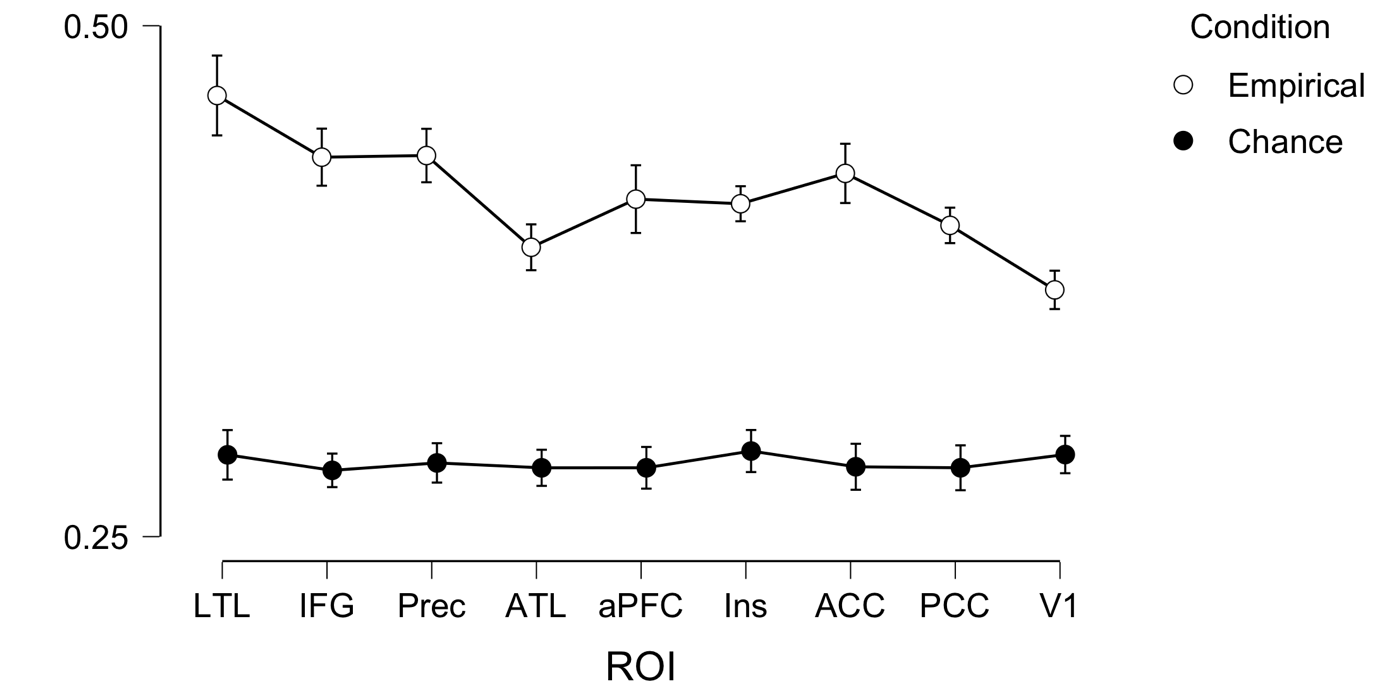 0.50
0.25
Condition
Empirical
Chance
LTL IFG Prec ATL aPFC Ins ACC PCC V1
ROI